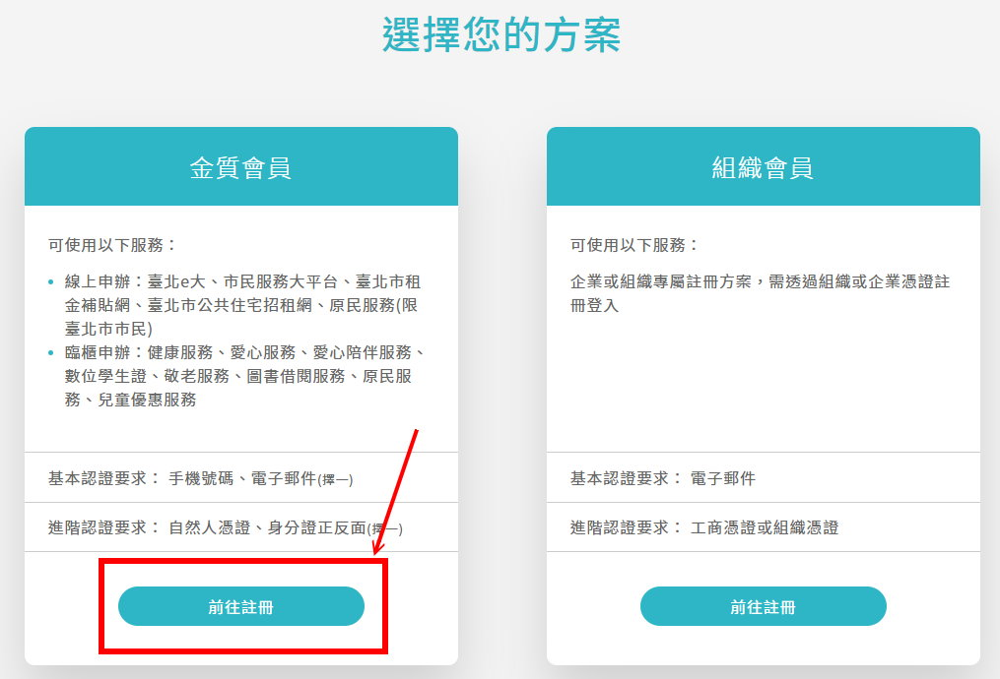 選擇您的方案
金質會員
可使用以下服務：
線上申辦：臺北e大、市民服務大平台、臺北市租
金補貼網、臺北市公共住宅招租網、原民服務(限
臺北市市民)
臨櫃申辦：健康服務、愛心服務、愛心陪伴服務、
數位學生證、敬老服務、圖書借閱服務、原民服
務、兒童優惠服務
基本認證要求： 手機號碼、電子郵件(擇一)
進階認證要求： 自然人憑證、身分證正反面(擇一)
前往註冊
組織會員
可使用以下服務：
企業或組織專屬註冊方案，需透過組織或企業憑證註
冊登入
基本認證要求： 電子郵件
進階認證要求： 工商憑證或組織憑證
前往註冊